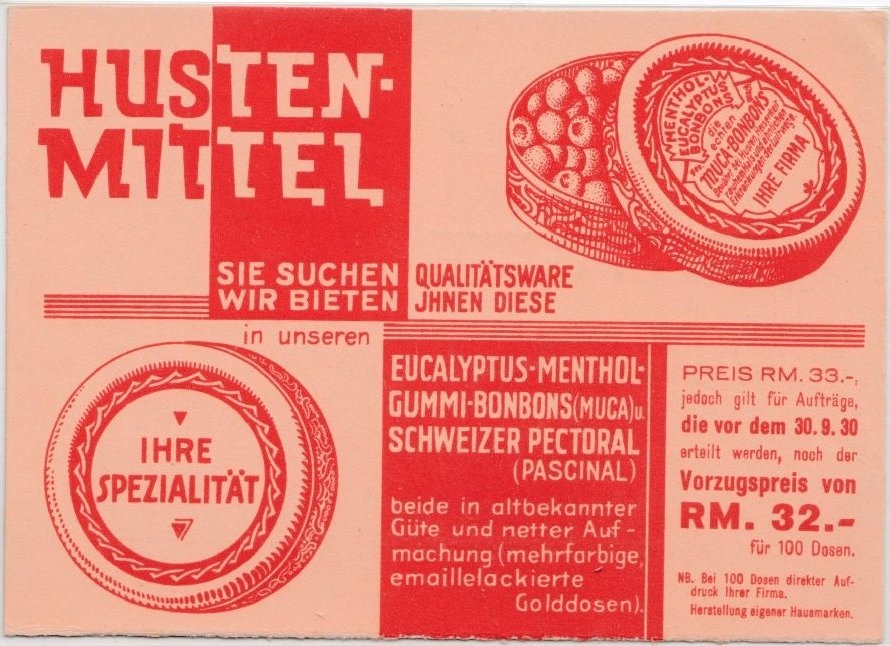 HUSTEN-
MITTEL
MENTHOL-
EUCALYPTUS
BONBONS
die
echten
MUCA-BONBONS
IHRE FIRMA
SIE SUCHEN QUALITÄTSWARE
WIR BIETEN JHNEN DIESE
in unseren
IHRE
SPEZIALITÄT
EUCALYPTUS-MENTHOL-
GUMMI-BONBONS (MUCA) u.
SCHWEIZER PECTORAL
(PASCINAL)
beide in altbekannter
Güte und netter Auf-
machung (mehrfarbige,
emaillelackierte
Golddosen).
PREIS RM. 33.-,
jedoch gilt für Aufträge,
die vor dem 30. 9. 30
erteilt werden, noch der
Vorzugspreis von
RM. 32.-
für 100 Dosen.
NB. Bei 100 Dosen direkter Auf-
druck Ihrer Firma.
Herstellung eigener Hausmarken.